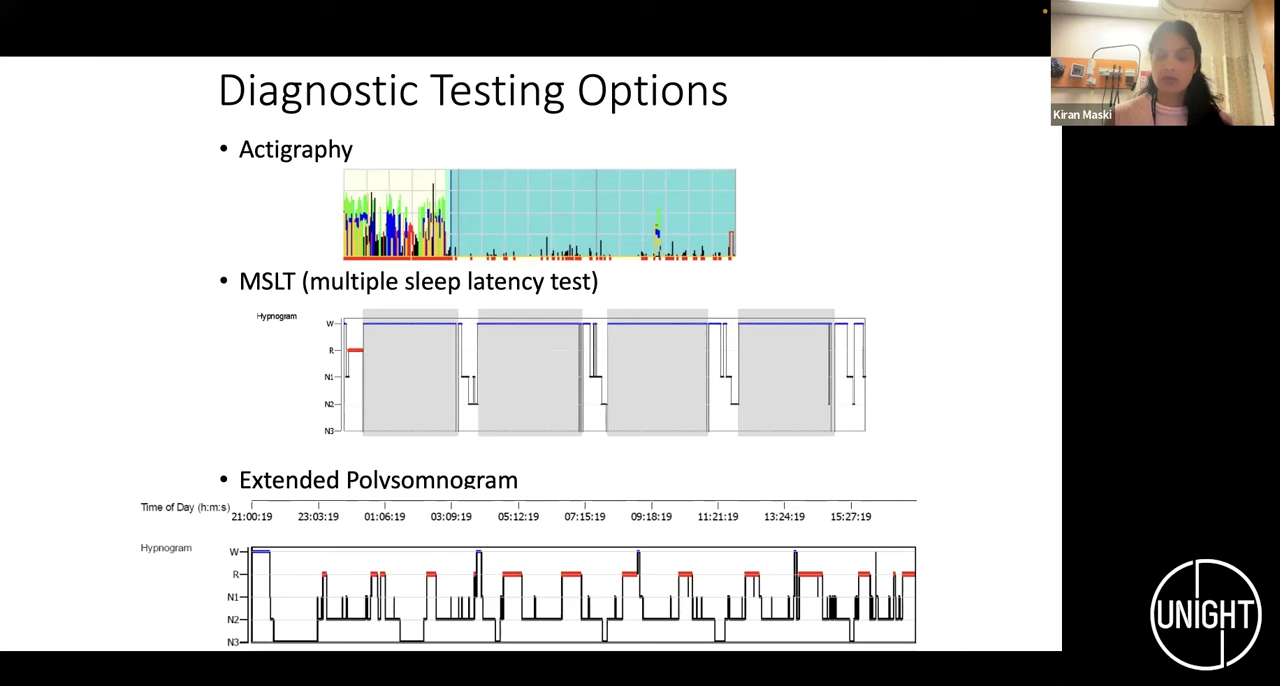 Diagnostic Testing Options
Kiran Maski
• Actigraphy
• MSLT (multiple sleep latency test)
Hypnogram
W
R
N1
N2
N3
• Extended Polysomnogram
Time of Day (h:m:s)
21:00:19 23:03:19 01:06:19 03:09:19 05:12:19 07:15:19 09:18:19 11:21:19 13:24:19 15:27:19
Hypnogram
W
R
N1
N2
N3
UNIGHT